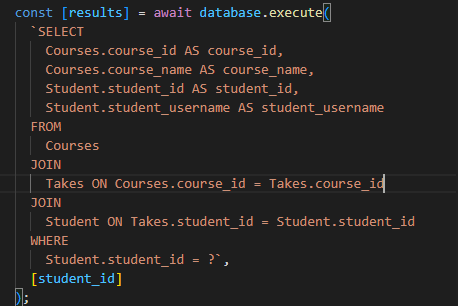 const [results] = await database.execute(
`SELECT
Courses.course_id AS course_id,
Courses.course_name AS course_name,
Student.student_id AS student_id,
Student.student_username AS student_username
FROM
Courses
JOIN
Takes ON Courses.course_id = Takes.course_id
JOIN
Student ON Takes.student_id = Student.student_id
WHERE
Student.student_id = ?`,
[student_id]
);